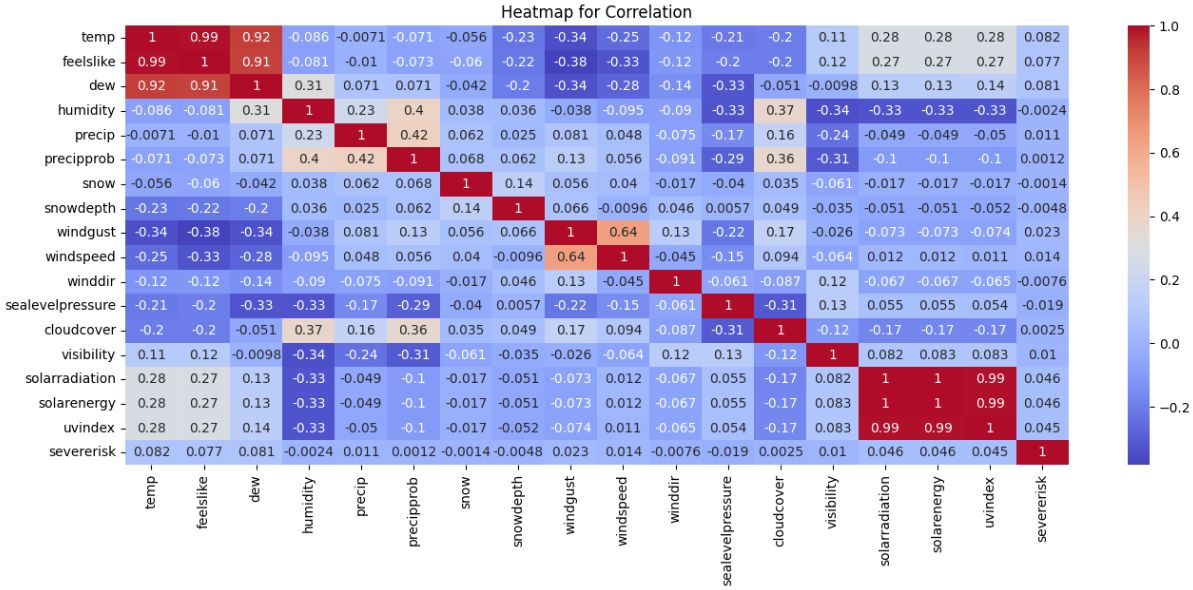 Heatmap for Correlation
temp 1 0.99 0.92 -0.086 -0.0071 -0.071 -0.056 -0.23 -0.34 -0.25 -0.12 -0.21 -0.2 0.11 0.28 0.28 0.28 0.082
feelslike 0.99 1 0.91 -0.081 -0.01 -0.073 -0.06 -0.22 -0.38 -0.33 -0.12 -0.2 -0.2 0.12 0.27 0.27 0.27 0.077
dew 0.92 0.91 1 0.31 0.071 0.071 -0.042 -0.2 -0.34 -0.28 -0.14 -0.33 -0.051 -0.0098 0.13 0.13 0.14 0.081
humidity -0.086 -0.081 0.31 1 0.23 0.4 0.038 0.036 -0.038 -0.095 -0.09 -0.33 0.37 -0.34 -0.33 -0.33 -0.33 -0.0024
precip -0.0071 -0.01 0.071 0.23 1 0.42 0.062 0.025 0.081 0.048 -0.075 -0.17 0.16 -0.24 -0.049 -0.049 -0.05 0.011
precipprob -0.071 -0.073 0.071 0.4 0.42 1 0.068 0.062 0.13 0.056 -0.091 -0.29 0.36 -0.31 -0.1 -0.1 -0.1 0.0012
snow -0.056 -0.06 -0.042 0.038 0.062 0.068 1 0.14 0.056 0.04 -0.017 -0.04 0.035 -0.061 -0.017 -0.017 -0.017 -0.0014
snowdepth -0.23 -0.22 -0.2 0.036 0.025 0.062 0.14 1 0.066 -0.0096 0.046 0.0057 0.049 -0.035 -0.051 -0.051 -0.052 -0.0048
windgust -0.34 -0.38 -0.34 -0.038 0.081 0.13 0.056 0.066 1 0.64 0.13 -0.22 0.17 -0.026 -0.073 -0.073 -0.074 0.023
windspeed -0.25 -0.33 -0.28 -0.095 0.048 0.056 0.04 -0.0096 0.64 1 -0.045 -0.15 0.094 -0.064 0.012 0.012 0.011 0.014
winddir -0.12 -0.12 -0.14 -0.09 -0.075 -0.091 -0.017 0.046 0.13 -0.045 1 -0.061 -0.087 0.12 -0.067 -0.067 -0.065 -0.0076
sealevelpressure -0.21 -0.2 -0.33 -0.33 -0.17 -0.29 -0.04 0.0057 -0.22 -0.15 -0.061 1 -0.31 0.13 0.055 0.055 0.054 -0.019
cloudcover -0.2 -0.2 -0.051 0.37 0.16 0.36 0.035 0.049 0.17 0.094 -0.087 -0.31 1 -0.12 -0.17 -0.17 -0.17 0.0025
visibility 0.11 0.12 -0.0098 -0.34 -0.24 -0.31 -0.061 -0.035 -0.026 -0.064 0.12 0.13 -0.12 1 0.082 0.083 0.083 0.01
solarradiation 0.28 0.27 0.13 -0.33 -0.049 -0.1 -0.017 -0.051 -0.073 0.012 -0.067 0.055 -0.17 0.082 1 1 0.99 0.046
solarenergy 0.28 0.27 0.13 -0.33 -0.049 -0.1 -0.017 -0.051 -0.073 0.012 -0.067 0.055 -0.17 0.083 1 1 0.99 0.046
uvindex 0.28 0.27 0.14 -0.33 -0.05 -0.1 -0.017 -0.052 -0.074 0.011 -0.065 0.054 -0.17 0.083 0.99 0.99 1 0.045
severerisk 0.082 0.077 0.081 -0.0024 0.011 0.0012 -0.0014 -0.0048 0.023 0.014 -0.0076 -0.019 0.0025 0.01 0.046 0.046 0.045 1
temp feelslike dew humidity precip precipprob snow snowdepth windgust windspeed winddir sealevelpressure cloudcover visibility solarradiation solarenergy uvindex severerisk
1.0
0.8
0.6
0.4
0.2
0.0
−0.2